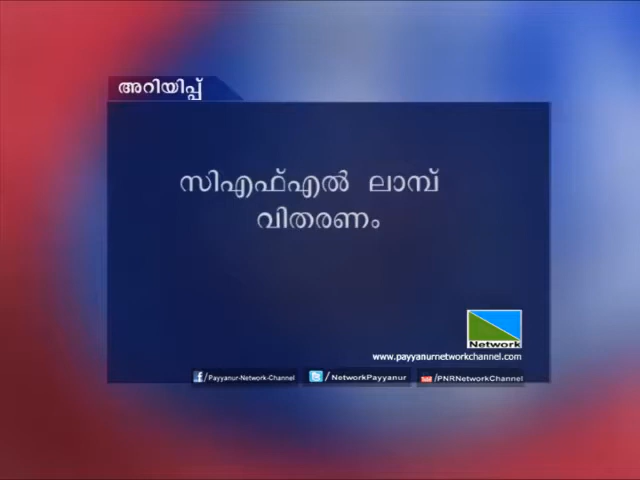 അറിയിപ്പ്
സിഎഫ്എൽ ലാമ്പ്
വിതരണം
Network
www.payyanurnetworkchannel.com
/Payyanur-Network-Channel
/NetworkPayyanur
/PNRNetworkChannel